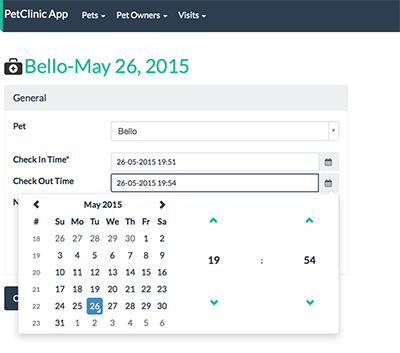 PetClinic App Pets Pet Owners Visits
Bello-May 26, 2015
General
Pet Bello
Check In Time* 26-05-2015 19:51
Check Out Time 26-05-2015 19:54
N
May 2015
# Su Mo Tu We Th Fr Sa
18 26 27 28 29 30 1 2
19 3 4 5 6 7 8 9
20 10 11 12 13 14 15 16
21 17 18 19 20 21 22 23
22 24 25 26 27 28 29 30
23 31 1 2 3 4 5 6
19 : 54